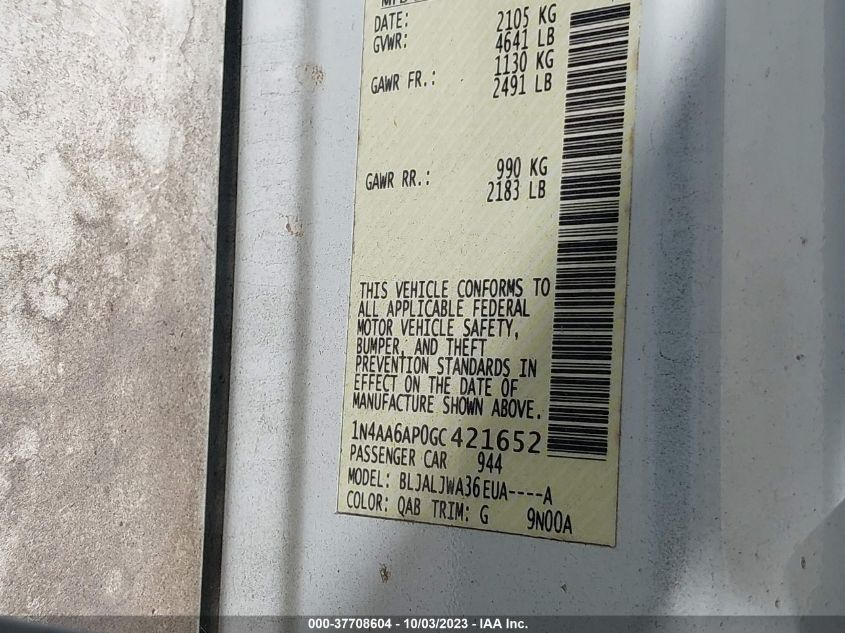 DATE: 2105 KG
GVWR: 4641 LB
1130 KG
GAWR FR.: 2491 LB
990 KG
GAWR RR.: 2183 LB
THIS VEHICLE CONFORMS TO
ALL APPLICABLE FEDERAL
MOTOR VEHICLE SAFETY,
BUMPER, AND THEFT
PREVENTION STANDARDS IN
EFFECT ON THE DATE OF
MANUFACTURE SHOWN ABOVE.
1N4AA6AP0GC421652
PASSENGER CAR 944
MODEL: BLJALJWA36EUA----A
COLOR: QAB TRIM: G 9N00A
000-37708604 - 10/03/2023 - IAA Inc.